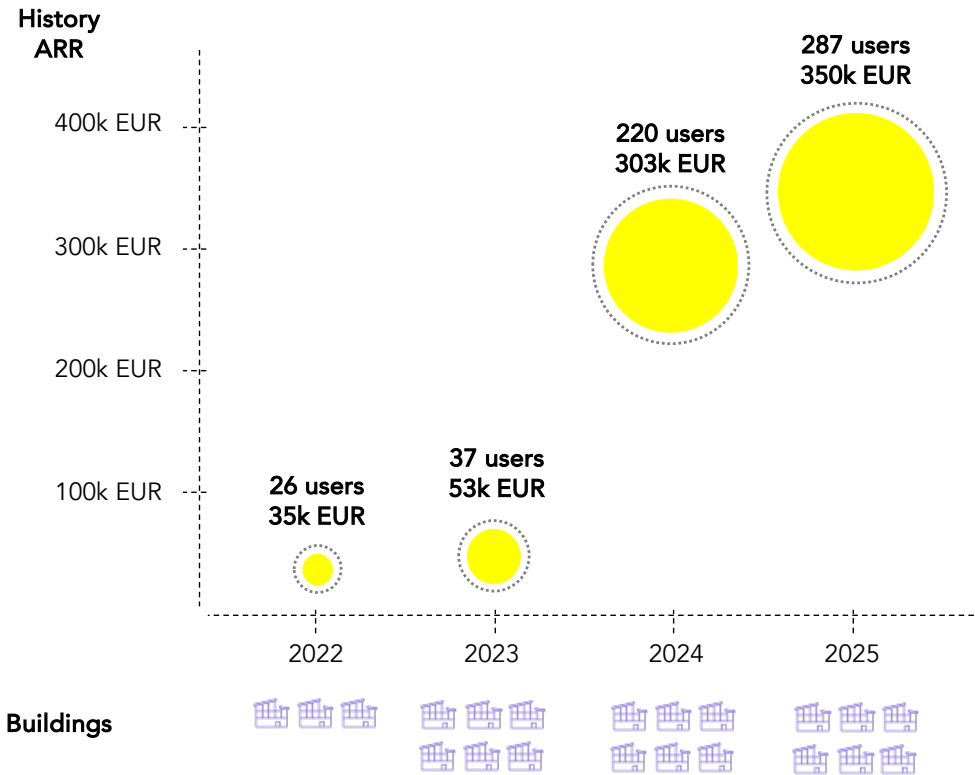 History
ARR
287 users
350k EUR
400k EUR
220 users
303k EUR
300k EUR
200k EUR
37 users
53k EUR
26 users
35k EUR
100k EUR
2022
2023
2024
2025
Buildings